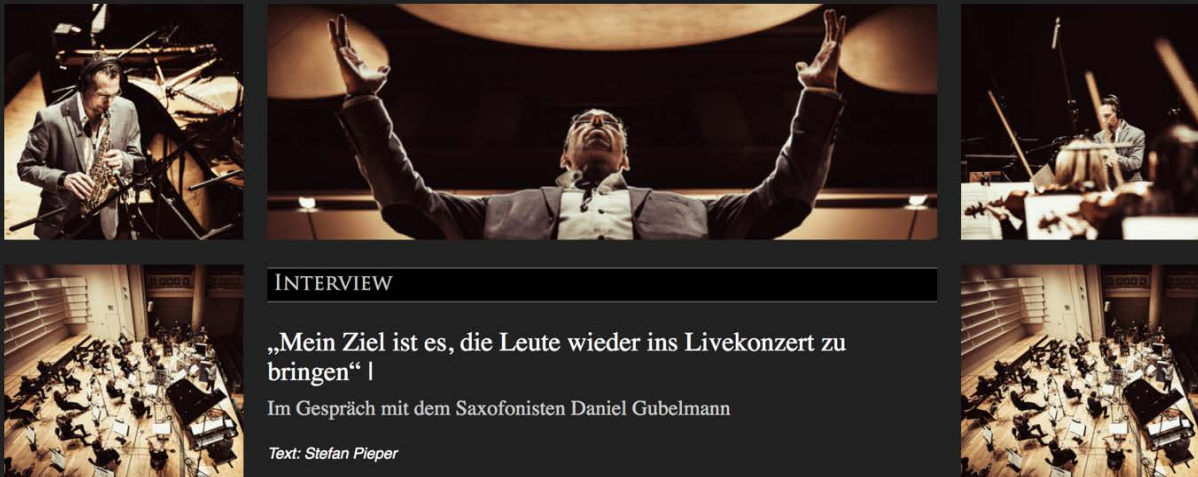 INTERVIEW
„Mein Ziel ist es, die Leute wieder ins Livekonzert zu
bringen“ |
Im Gespräch mit dem Saxofonisten Daniel Gubelmann
Text: Stefan Pieper